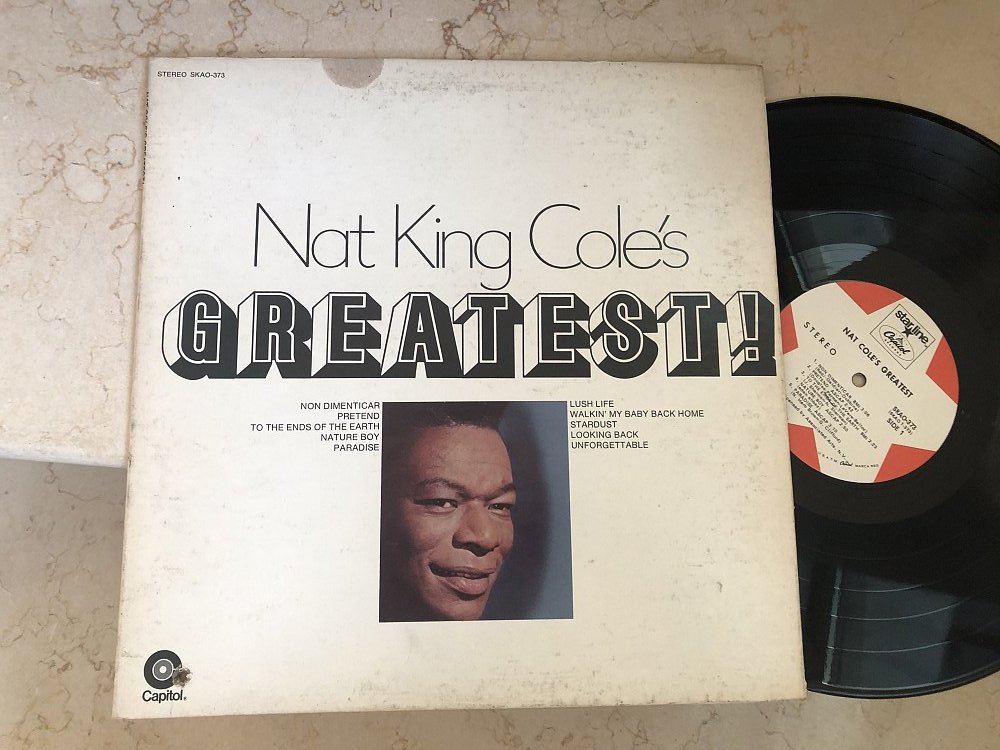 STEREO SKAO-373
Nat King Cole's
GREATEST!
NON DIMENTICAR
PRETEND
TO THE ENDS OF THE EARTH
NATURE BOY
PARADISE
LUSH LIFE
WALKIN' MY BABY BACK HOME
STARDUST
LOOKING BACK
UNFORGETTABLE
Capitol
starline
Capitol
STEREO
NAT COLE'S GREATEST
SKAO-373
SIDE 1